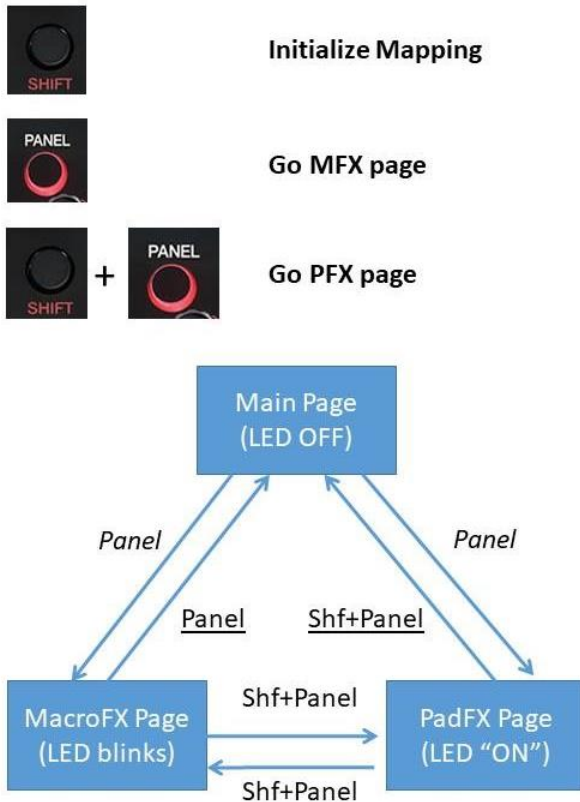 SHIFT
Initialize Mapping
PANEL
Go MFX page
SHIFT
+
PANEL
Go PFX page
Main Page
(LED OFF)
Panel
Panel
Panel
Shf+Panel
MacroFX Page
(LED blinks)
Shf+Panel
Shf+Panel
PadFX Page
(LED “ON”)